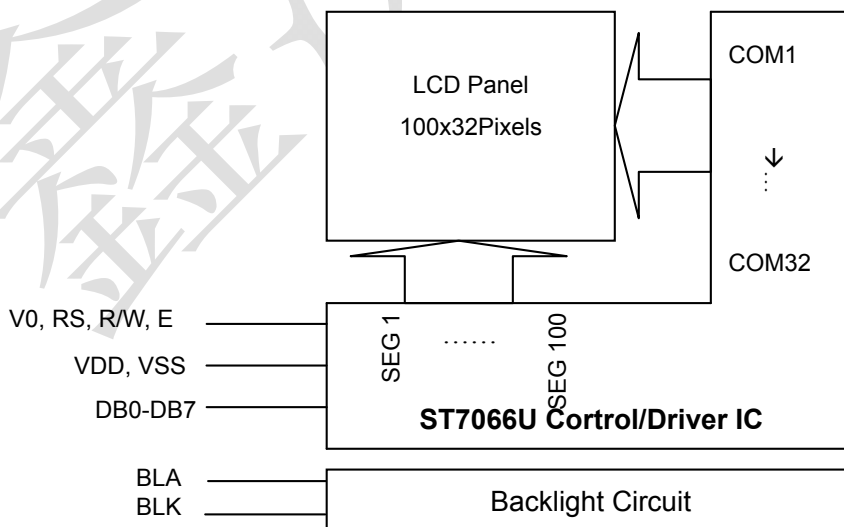 鑫
LCD Panel
100x32Pixels
COM1
↓
...
COM32
V0, RS, R/W, E
VDD, VSS
DB0-DB7
SEG 1
......
SEG 100
ST7066U Cortrol/Driver IC
BLA
BLK
Backlight Circuit